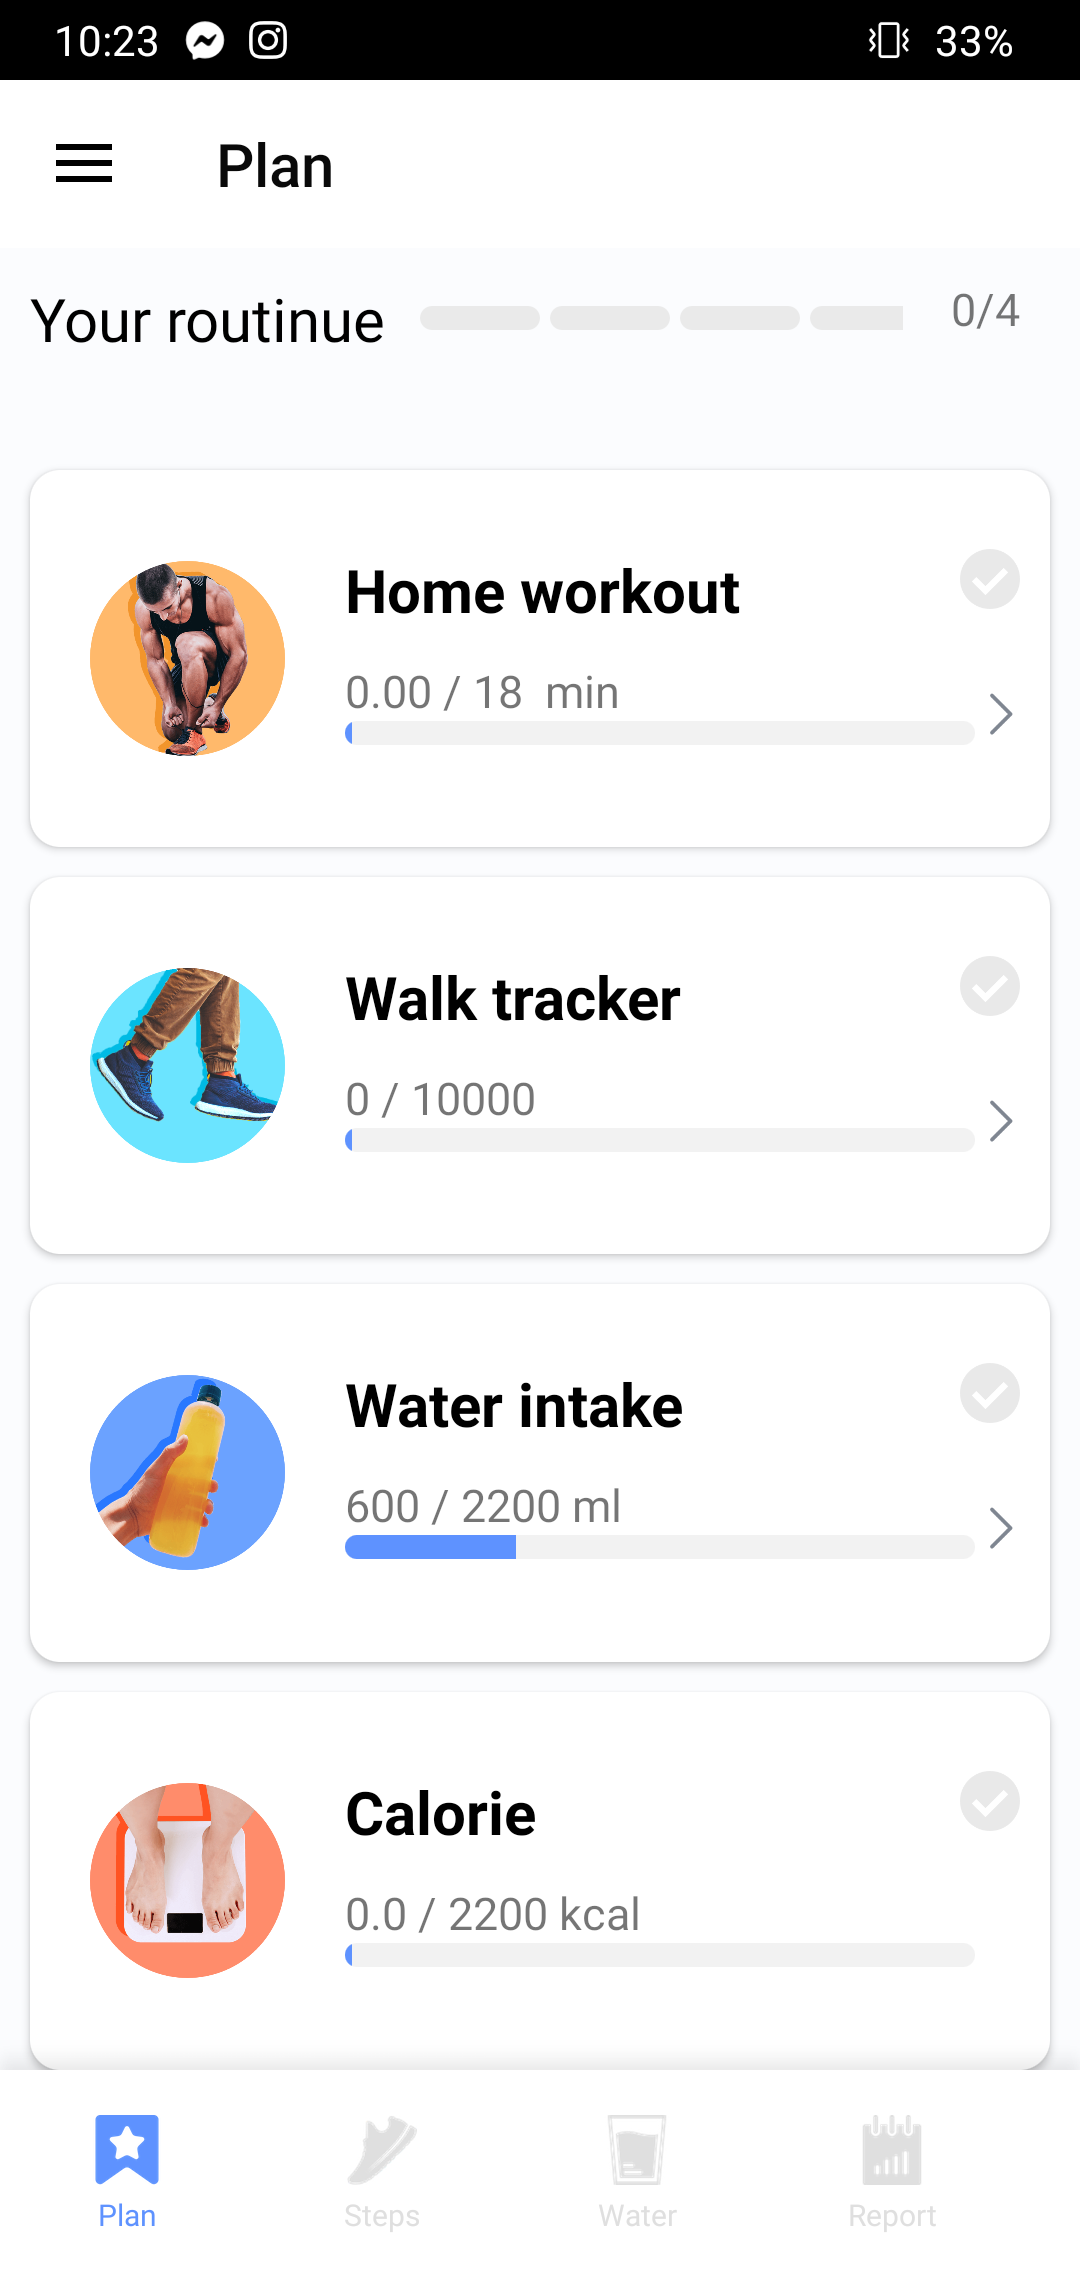 10:23
33%
Plan
Your routinue
0/4
Home workout
0.00 / 18 min
Walk tracker
0 / 10000
Water intake
600 / 2200 ml
Calorie
0.0 / 2200 kcal
Plan
Steps
Water
Report